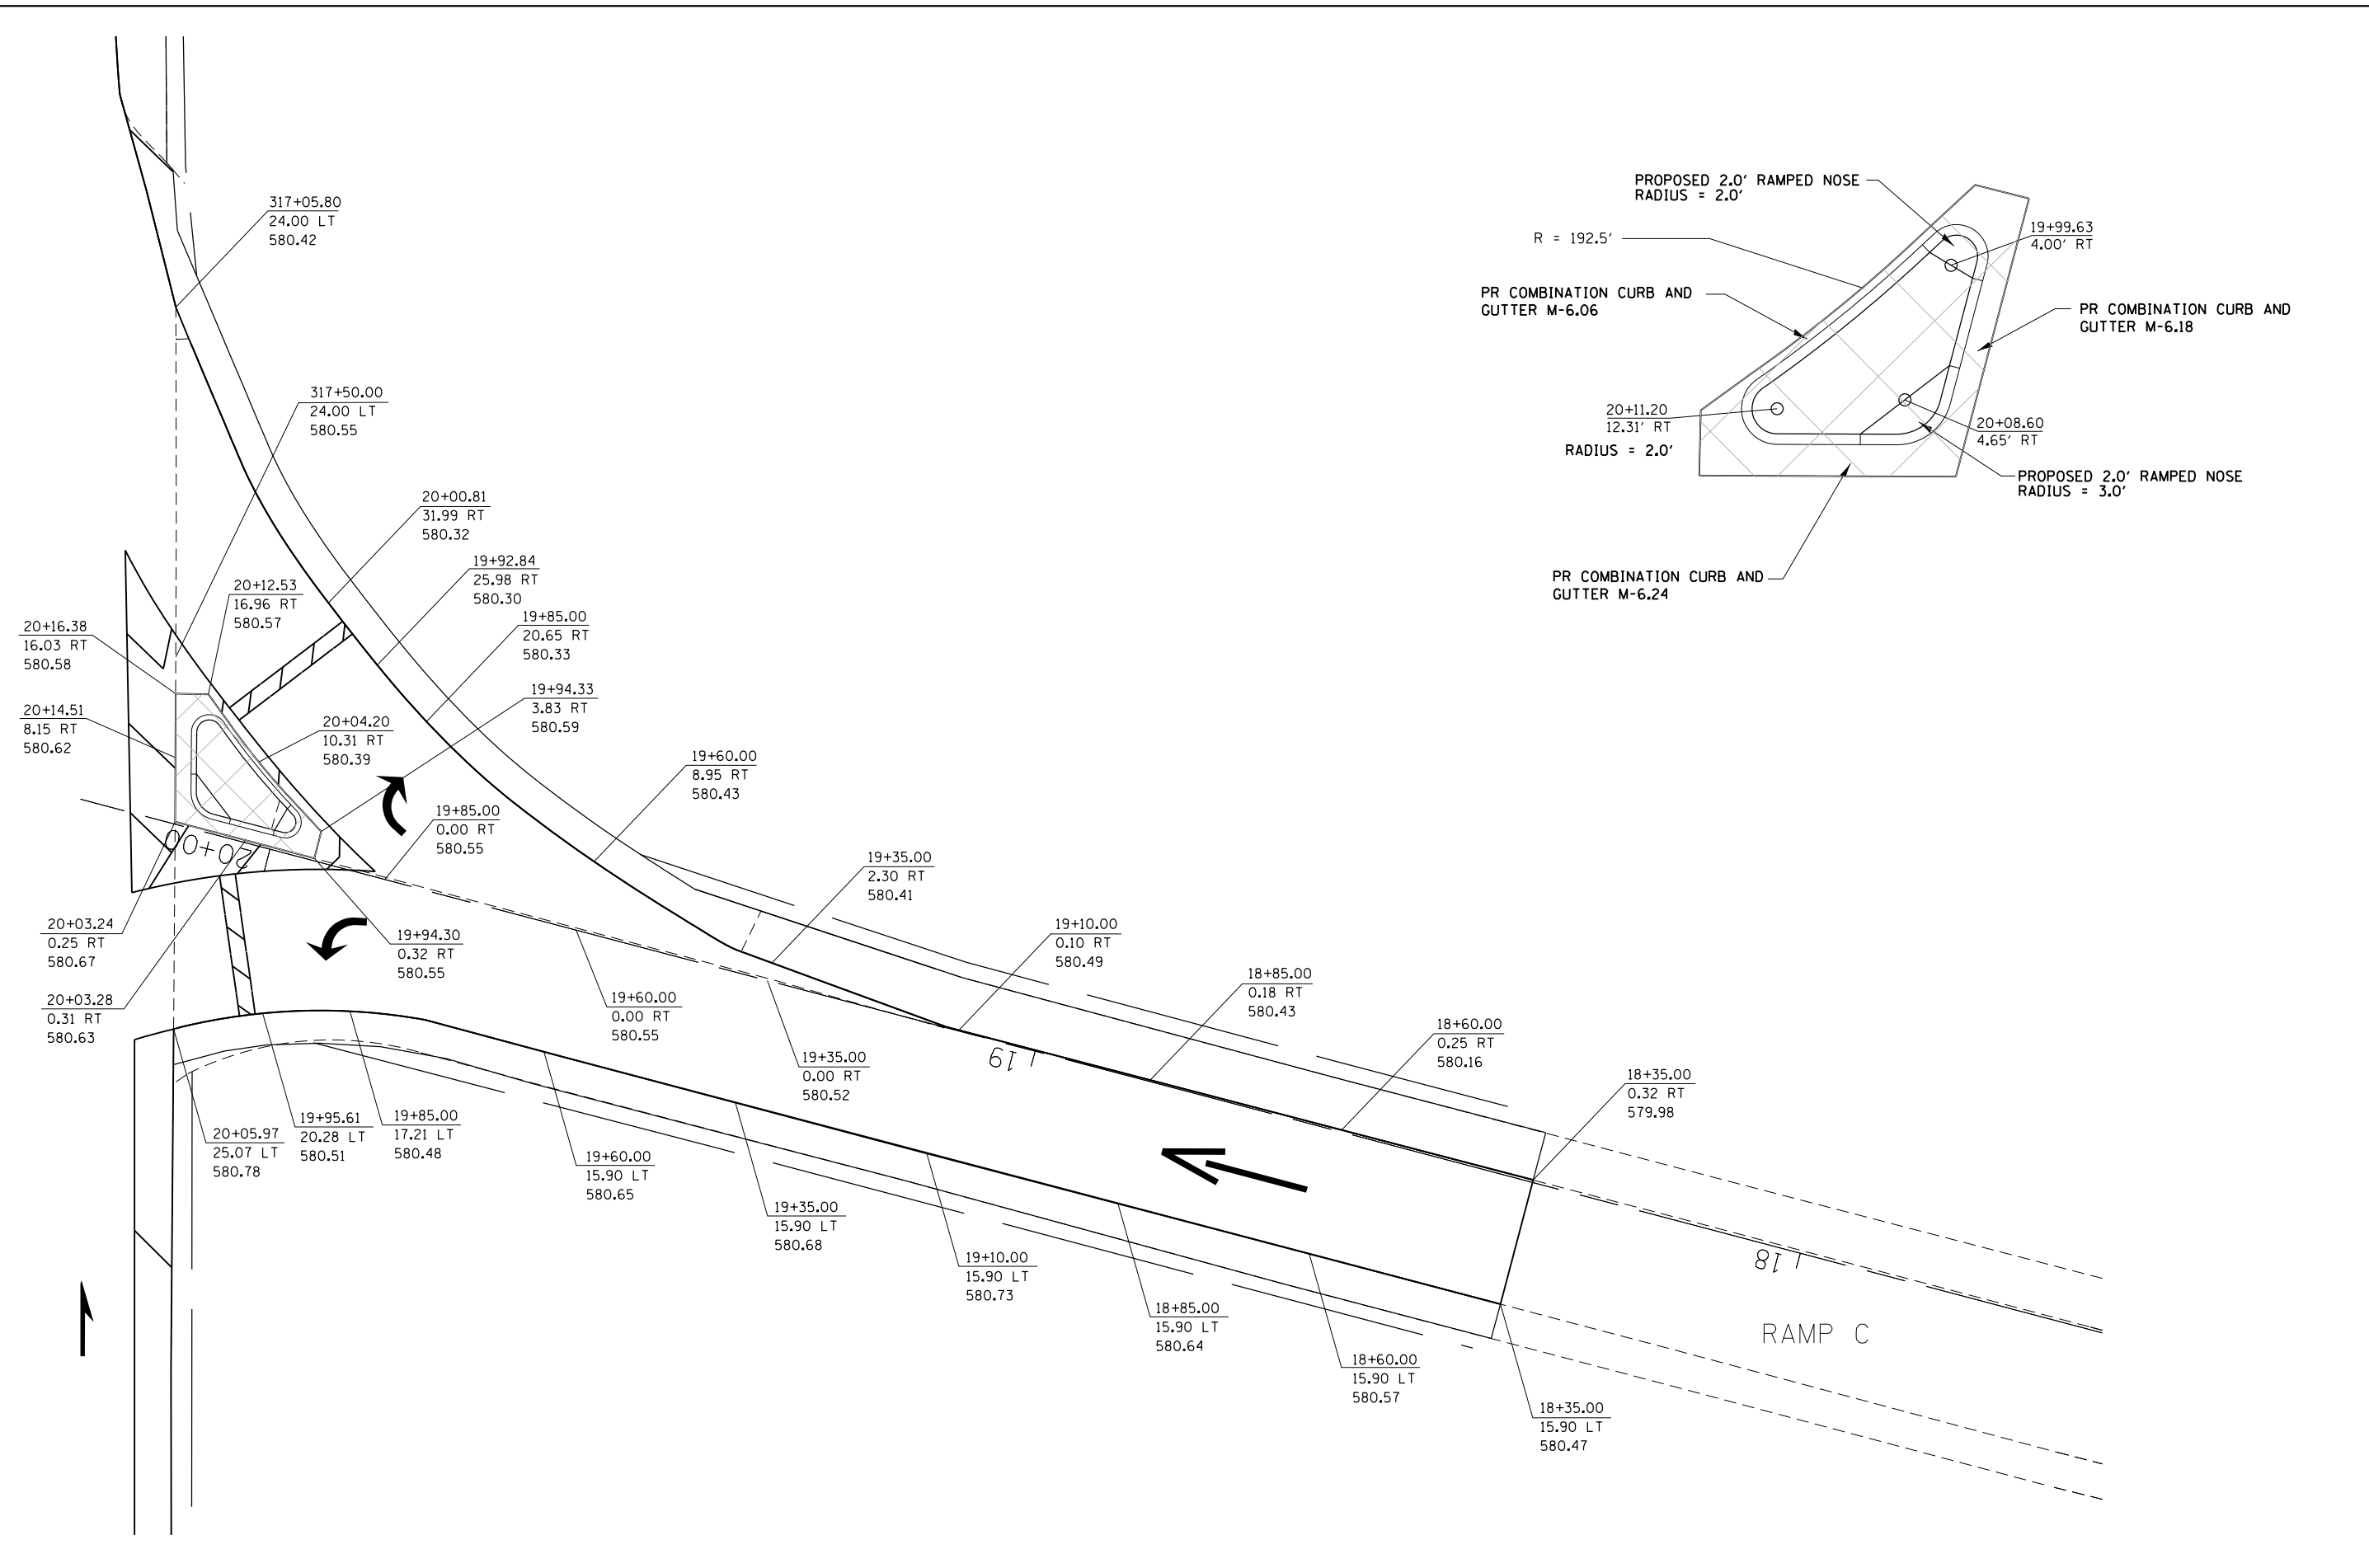 317+05.80
24.00 LT
580.42
317+50.00
24.00 LT
580.55
20+00.81
31.99 RT
580.32
19+92.84
25.98 RT
580.30
20+12.53
16.96 RT
580.57
19+85.00
20.65 RT
580.33
20+16.38
16.03 RT
580.58
19+94.33
3.83 RT
580.59
20+14.51
8.15 RT
580.62
20+04.20
10.31 RT
580.39
19+60.00
8.95 RT
580.43
19+85.00
0.00 RT
580.55
20+00
19+35.00
2.30 RT
580.41
20+03.24
0.25 RT
580.67
19+94.30
0.32 RT
580.55
19+10.00
0.10 RT
580.49
20+03.28
0.31 RT
580.63
19+60.00
0.00 RT
580.55
18+85.00
0.18 RT
580.43
19+35.00
0.00 RT
580.52
19
18+60.00
0.25 RT
580.16
18+35.00
0.32 RT
579.98
20+05.97
25.07 LT
580.78
19+95.61
20.28 LT
580.51
19+85.00
17.21 LT
580.48
19+60.00
15.90 LT
580.65
19+35.00
15.90 LT
580.68
19+10.00
15.90 LT
580.73
18+85.00
15.90 LT
580.64
18+60.00
15.90 LT
580.57
18+35.00
15.90 LT
580.47
18
RAMP C
PROPOSED 2.0' RAMPED NOSE
RADIUS = 2.0'
R = 192.5'
19+99.63
4.00' RT
PR COMBINATION CURB AND
GUTTER M-6.06
PR COMBINATION CURB AND
GUTTER M-6.18
20+11.20
12.31' RT
RADIUS = 2.0'
20+08.60
4.65' RT
PROPOSED 2.0' RAMPED NOSE
RADIUS = 3.0'
PR COMBINATION CURB AND
GUTTER M-6.24